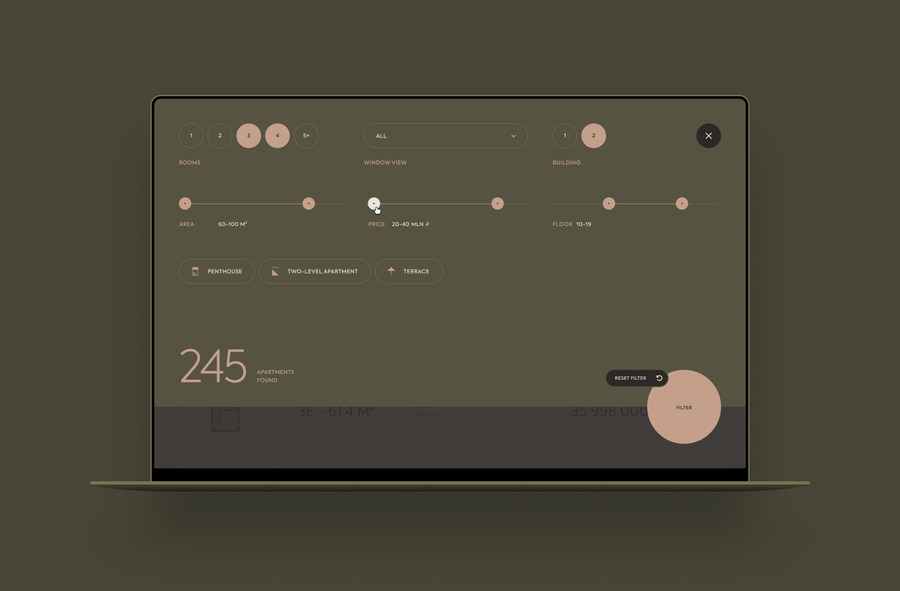 1 2 3 4 5+
ALL
1 2
ROOMS
WINDOW VIEW
BUILDING
AREA 60–100 M²
PRICE 20–40 MLN ₽
FLOOR 10–19
PENTHOUSE
TWO-LEVEL APARTMENT
TERRACE
245
APARTMENTS
FOUND
RESET FILTER
FILTER
3E—61.4 M²
35 998 000